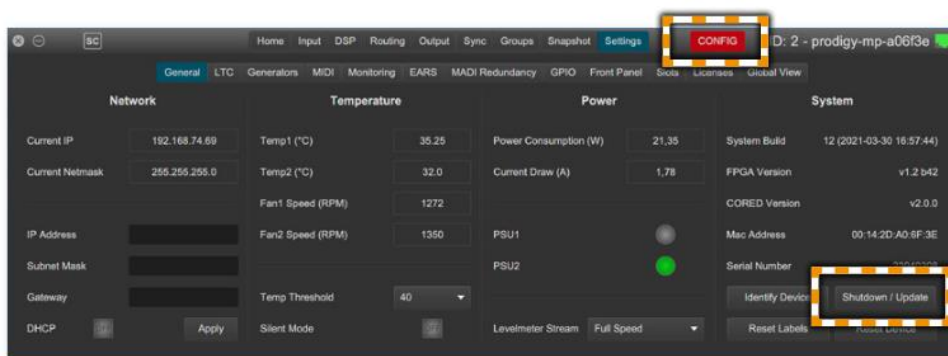 SC Home Input DSP Routing Output Sync Groups Snapshot Settings CONFIG ID: 2 - prodigy-mp-a06f3e
General LTC Generators MIDI Monitoring EARS MADI Redundancy GPIO Front Panel Slots Licenses Global View
Network Temperature Power System
Current IP 192.168.74.69 Temp1 (°C) 35.25 Power Consumption (W) 21,35 System Build 12 (2021-03-30 16:57:44)
Current Netmask 255.255.255.0 Temp2 (°C) 32.0 Current Draw (A) 1,78 FPGA Version v1.2 b42
Fan1 Speed (RPM) 1272 CORED Version v2.0.0
IP Address Fan2 Speed (RPM) 1350 PSU1 Mac Address 00:14:2D:A0:6F:3E
Subnet Mask PSU2 Serial Number
Gateway Temp Threshold 40 Identify Device Shutdown / Update
DHCP Apply Silent Mode Levelmeter Stream Full Speed Reset Labels Reset Device